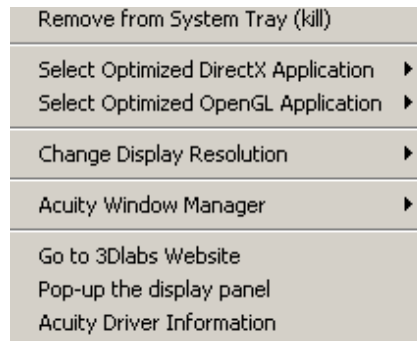 Remove from System Tray (kill)
Select Optimized DirectX Application
Select Optimized OpenGL Application
Change Display Resolution
Acuity Window Manager
Go to 3Dlabs Website
Pop-up the display panel
Acuity Driver Information